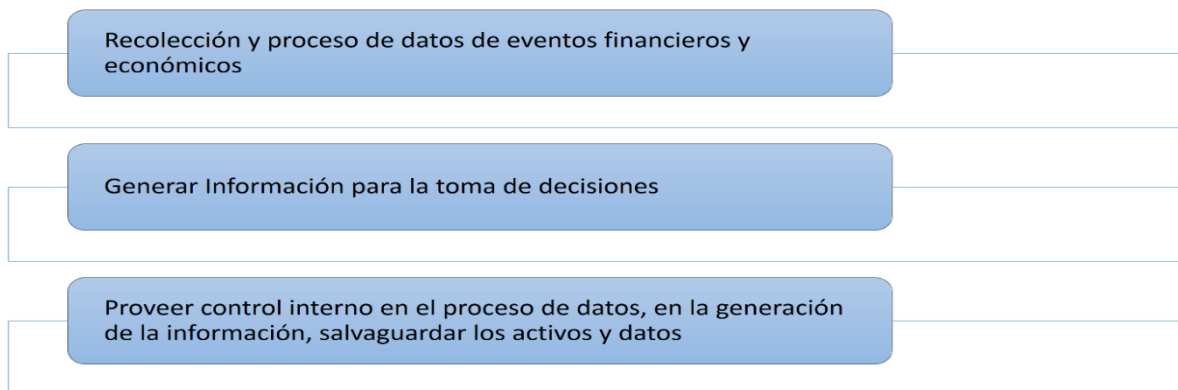 Recolección y proceso de datos de eventos financieros y
económicos
Generar Información para la toma de decisiones
Proveer control interno en el proceso de datos, en la generación
de la información, salvaguardar los activos y datos